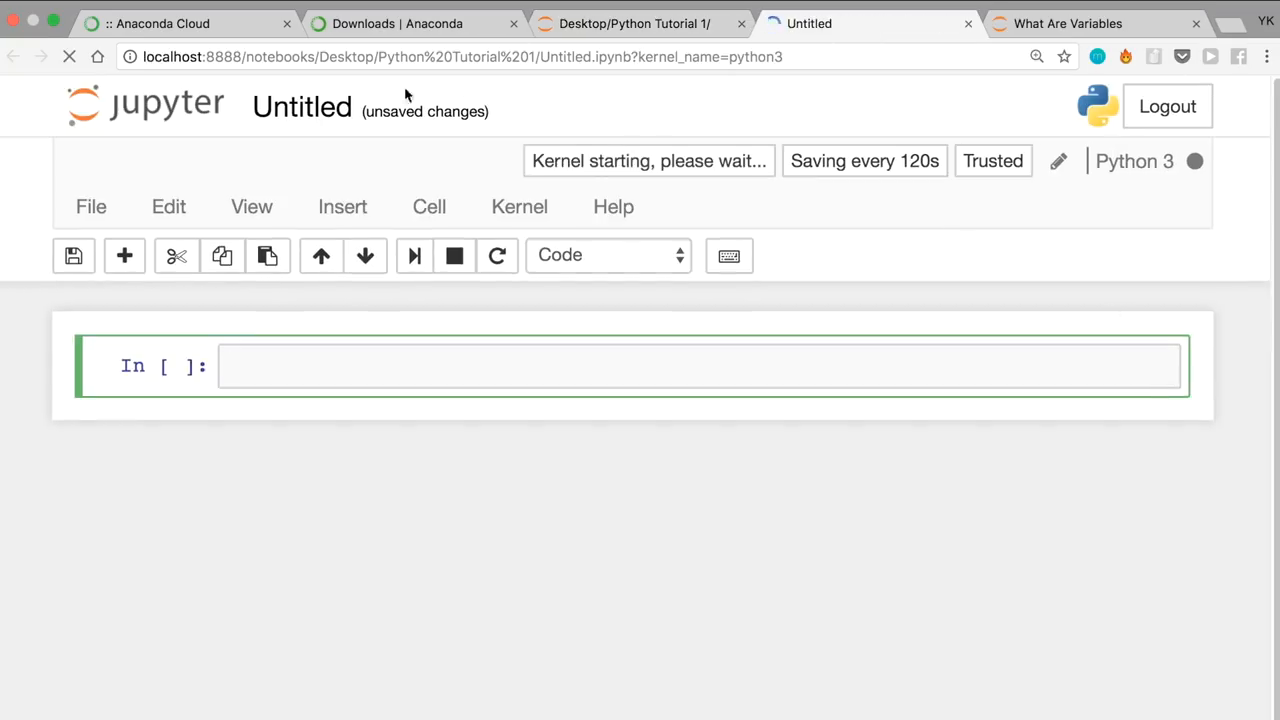 :: Anaconda Cloud
Downloads | Anaconda
Desktop/Python Tutorial 1/
Untitled
What Are Variables
YK
localhost:8888/notebooks/Desktop/Python%20Tutorial%201/Untitled.ipynb?kernel_name=python3
jupyter
Untitled
(unsaved changes)
Logout
Kernel starting, please wait...
Saving every 120s
Trusted
Python 3
File
Edit
View
Insert
Cell
Kernel
Help
Code
In [ ]: